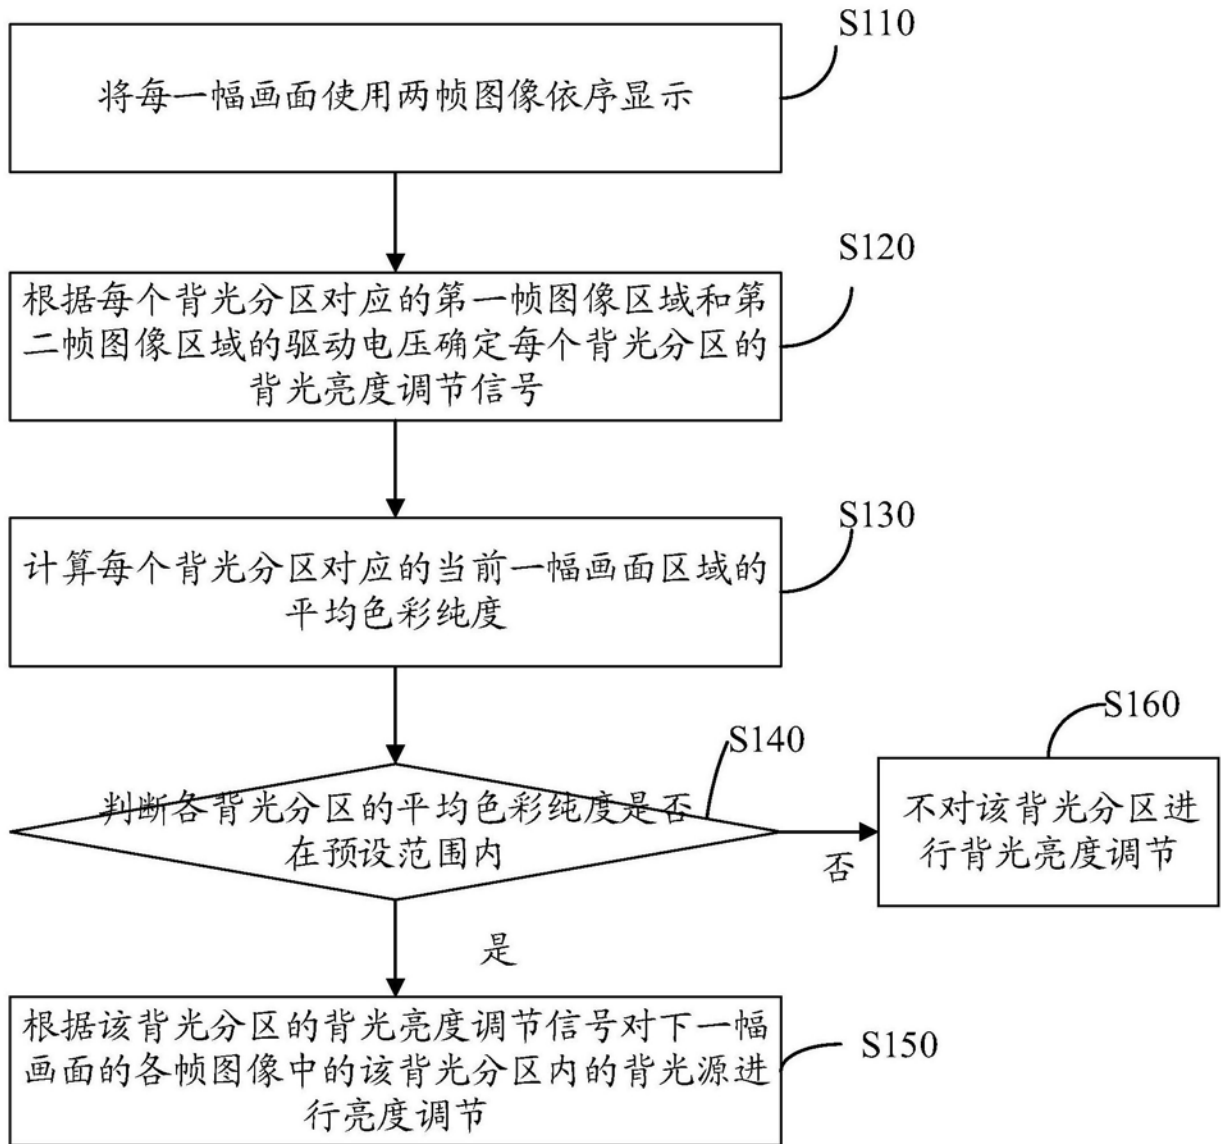 S110
将每一幅画面使用两帧图像依序显示
S120
根据每个背光分区对应的第一帧图像区域和第
二帧图像区域的驱动电压确定每个背光分区的
背光亮度调节信号
S130
计算每个背光分区对应的当前一幅画面区域的
平均色彩纯度
S140
判断各背光分区的平均色彩纯度是否
在预设范围内
S160
不对该背光分区进
行背光亮度调节
否
是
S150
根据该背光分区的背光亮度调节信号对下一幅
画面的各帧图像中的该背光分区内的背光源进
行亮度调节